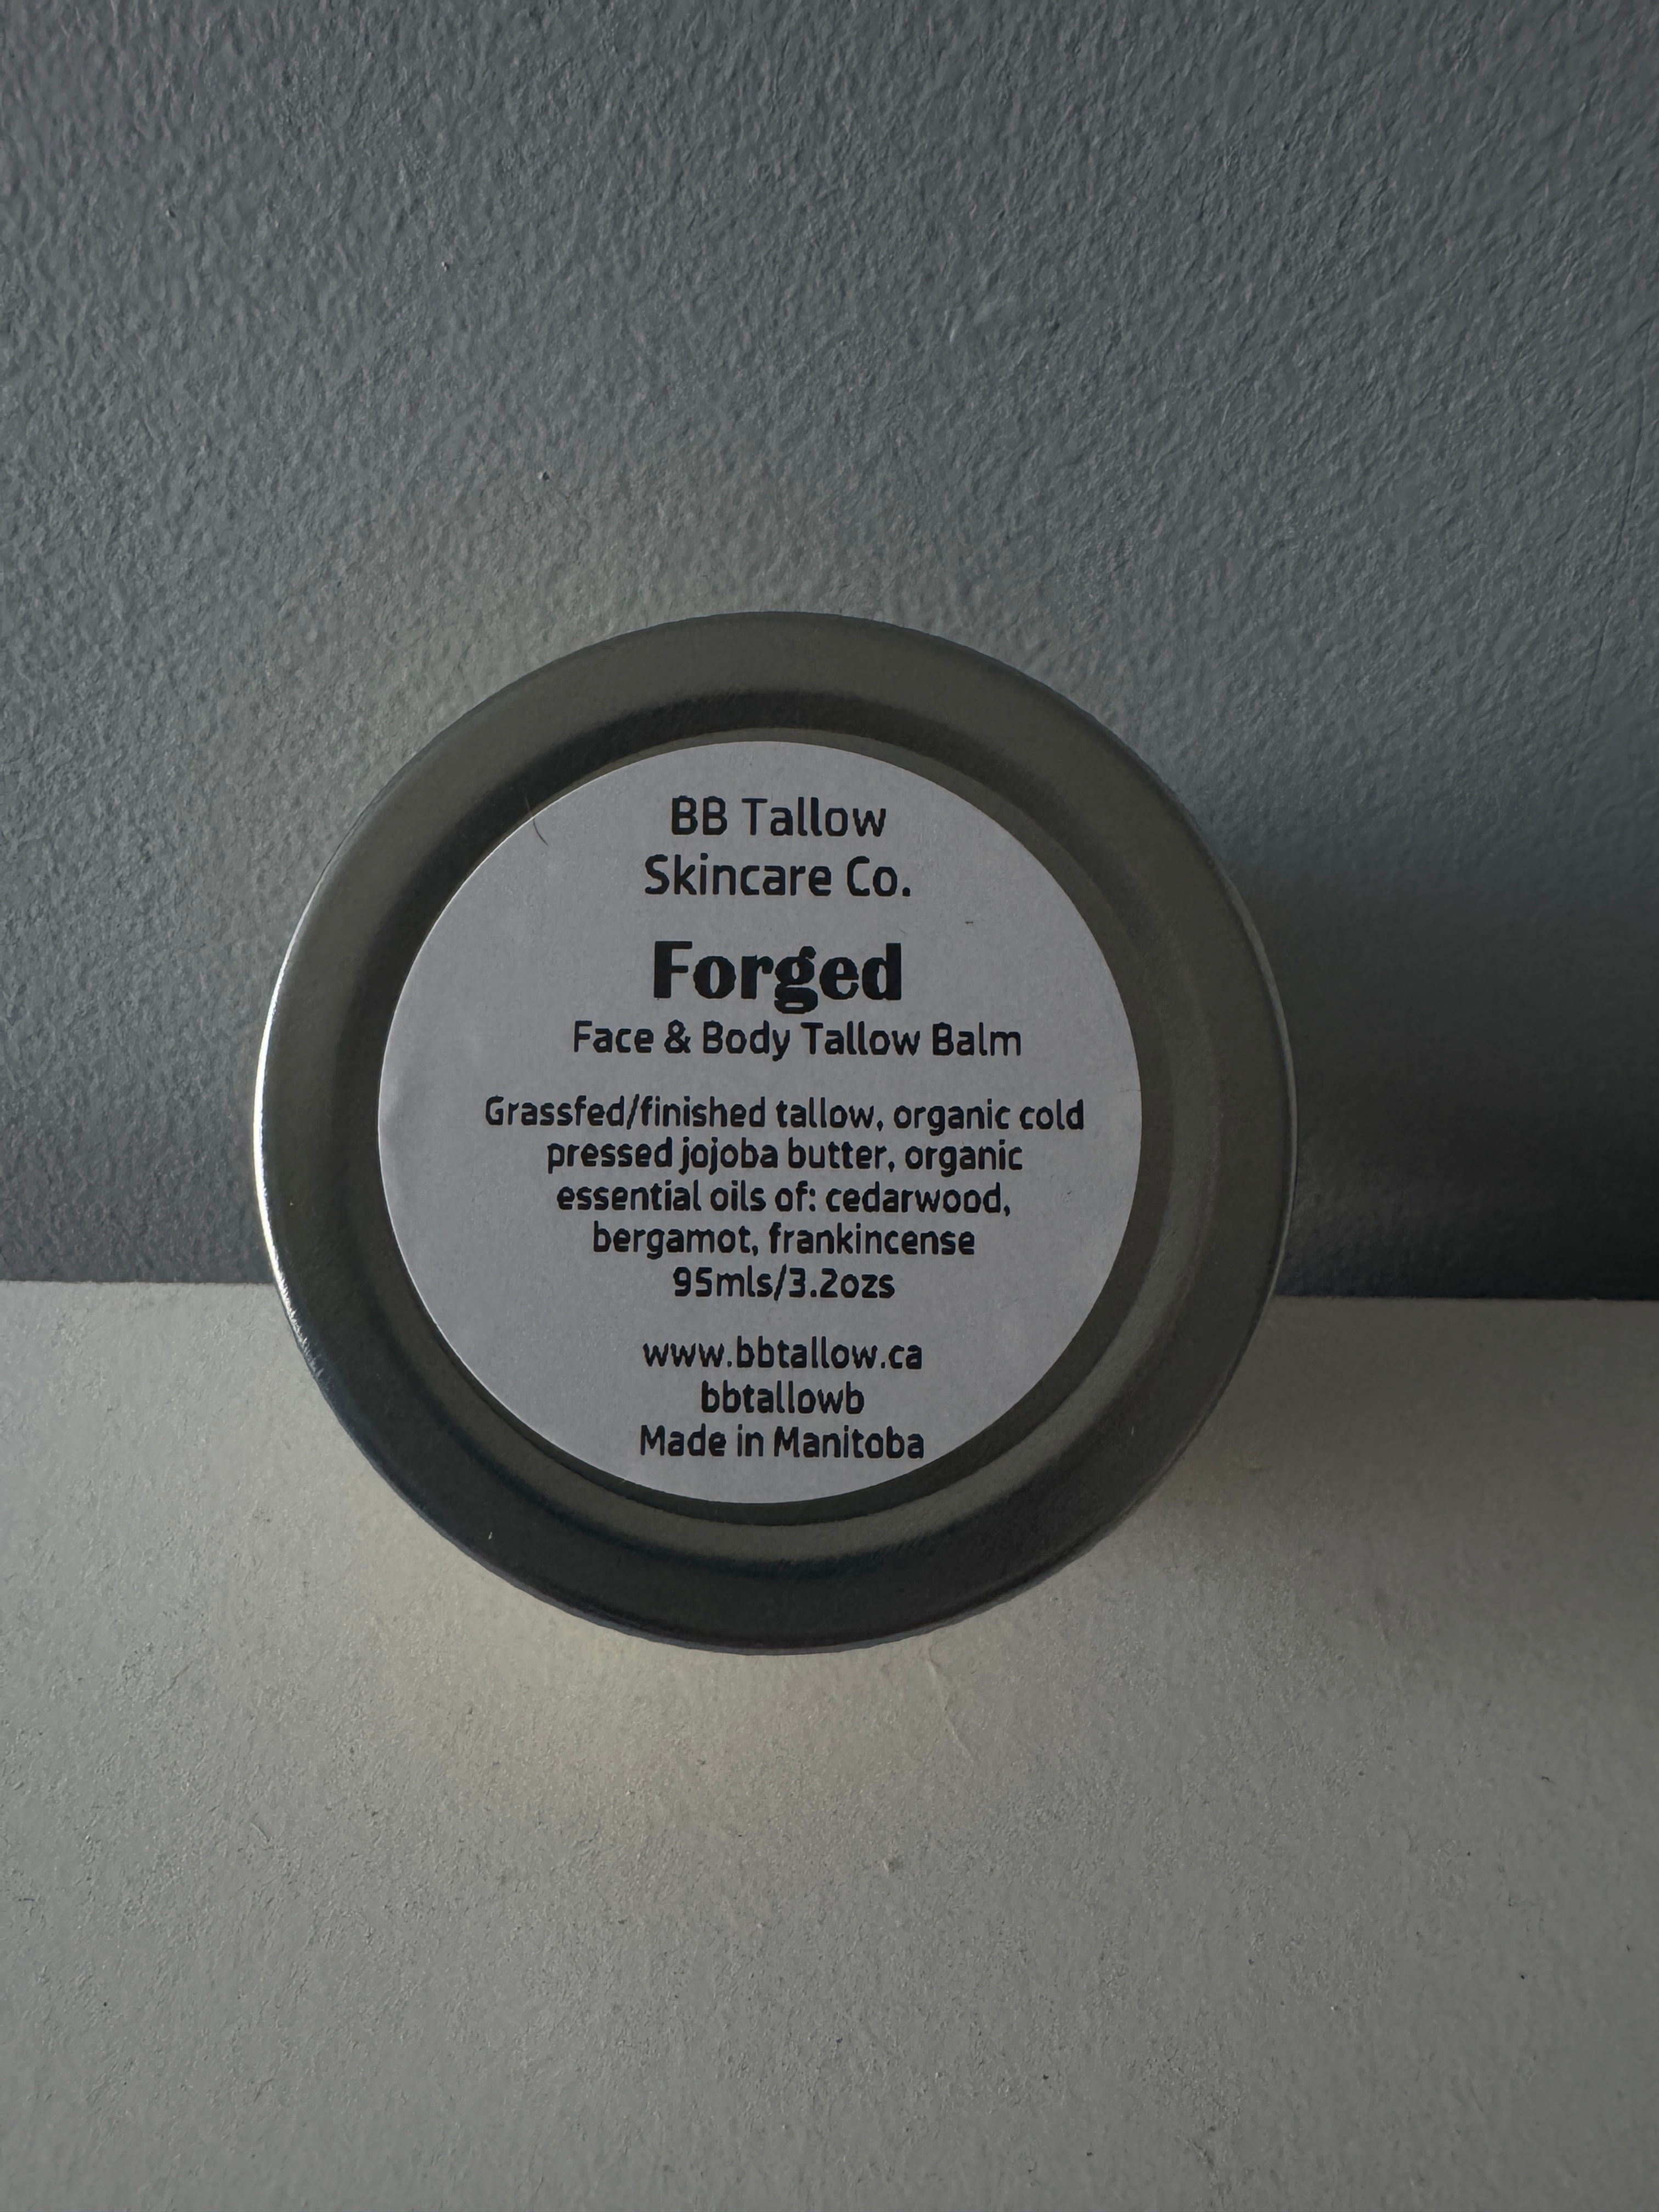 BB Tallow
Skincare Co.
Forged
Face & Body Tallow Balm
Grassfed/finished tallow, organic cold
pressed jojoba butter, organic
essential oils of: cedarwood,
bergamot, frankincense
95mls/3.2ozs
www.bbtallow.ca
bbtallowb
Made in Manitoba